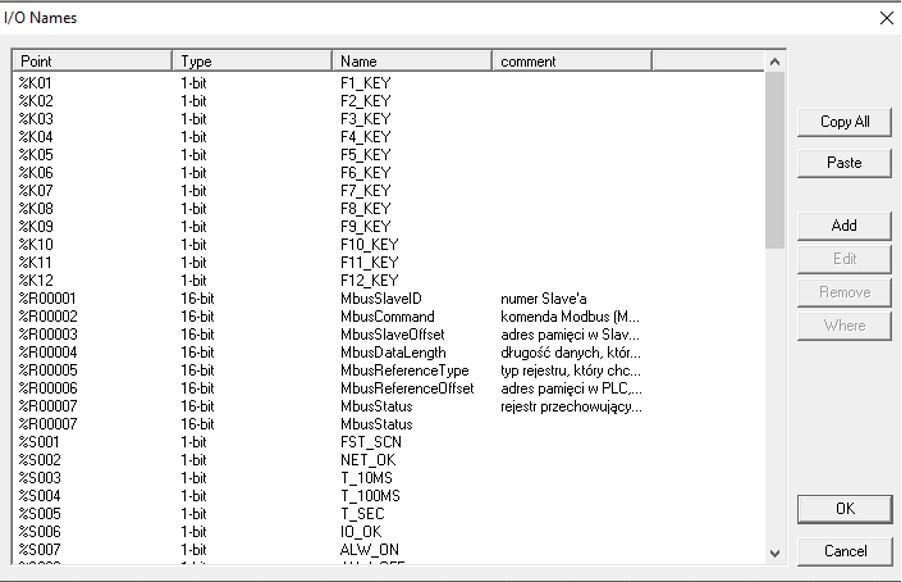 I/O Names
Point Type Name comment
%K01 1-bit F1_KEY
%K02 1-bit F2_KEY
%K03 1-bit F3_KEY
%K04 1-bit F4_KEY
%K05 1-bit F5_KEY
%K06 1-bit F6_KEY
%K07 1-bit F7_KEY
%K08 1-bit F8_KEY
%K09 1-bit F9_KEY
%K10 1-bit F10_KEY
%K11 1-bit F11_KEY
%K12 1-bit F12_KEY
%R00001 16-bit MbusSlaveID numer Slave'a
%R00002 16-bit MbusCommand komenda Modbus (M...
%R00003 16-bit MbusSlaveOffset adres pamięci w Slav...
%R00004 16-bit MbusDataLength długość danych, któr...
%R00005 16-bit MbusReferenceType typ rejestru, który chc...
%R00006 16-bit MbusReferenceOffset adres pamięci w PLC,...
%R00007 16-bit MbusStatus rejestr przechowujący...
%R00007 16-bit MbusStatus
%S001 1-bit FST_SCN
%S002 1-bit NET_OK
%S003 1-bit T_10MS
%S004 1-bit T_100MS
%S005 1-bit T_SEC
%S006 1-bit IO_OK
%S007 1-bit ALW_ON
Copy All
Paste
Add
Edit
Remove
Where
OK
Cancel